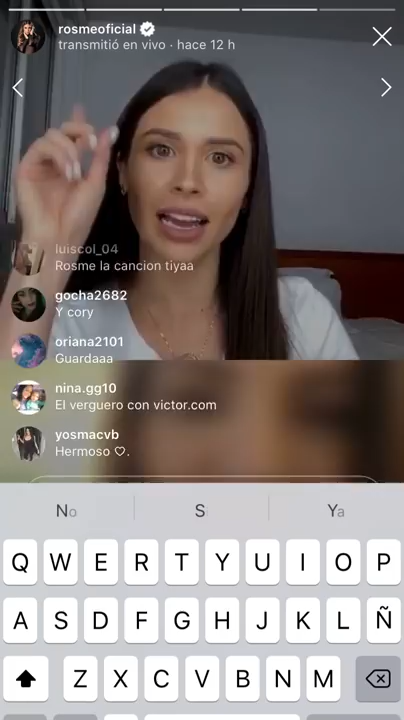 rosmeoficial
transmitió en vivo · hace 12 h
luiscol_04
Rosme la cancion tiyaa
gocha2682
Y cory
oriana2101
Guardaaa
nina.gg10
El verguero con victor.com
yosmacvb
Hermoso ♡.
No S Ya
Q W E R T Y U I O P
A S D F G H J K L Ñ
Z X C V B N M